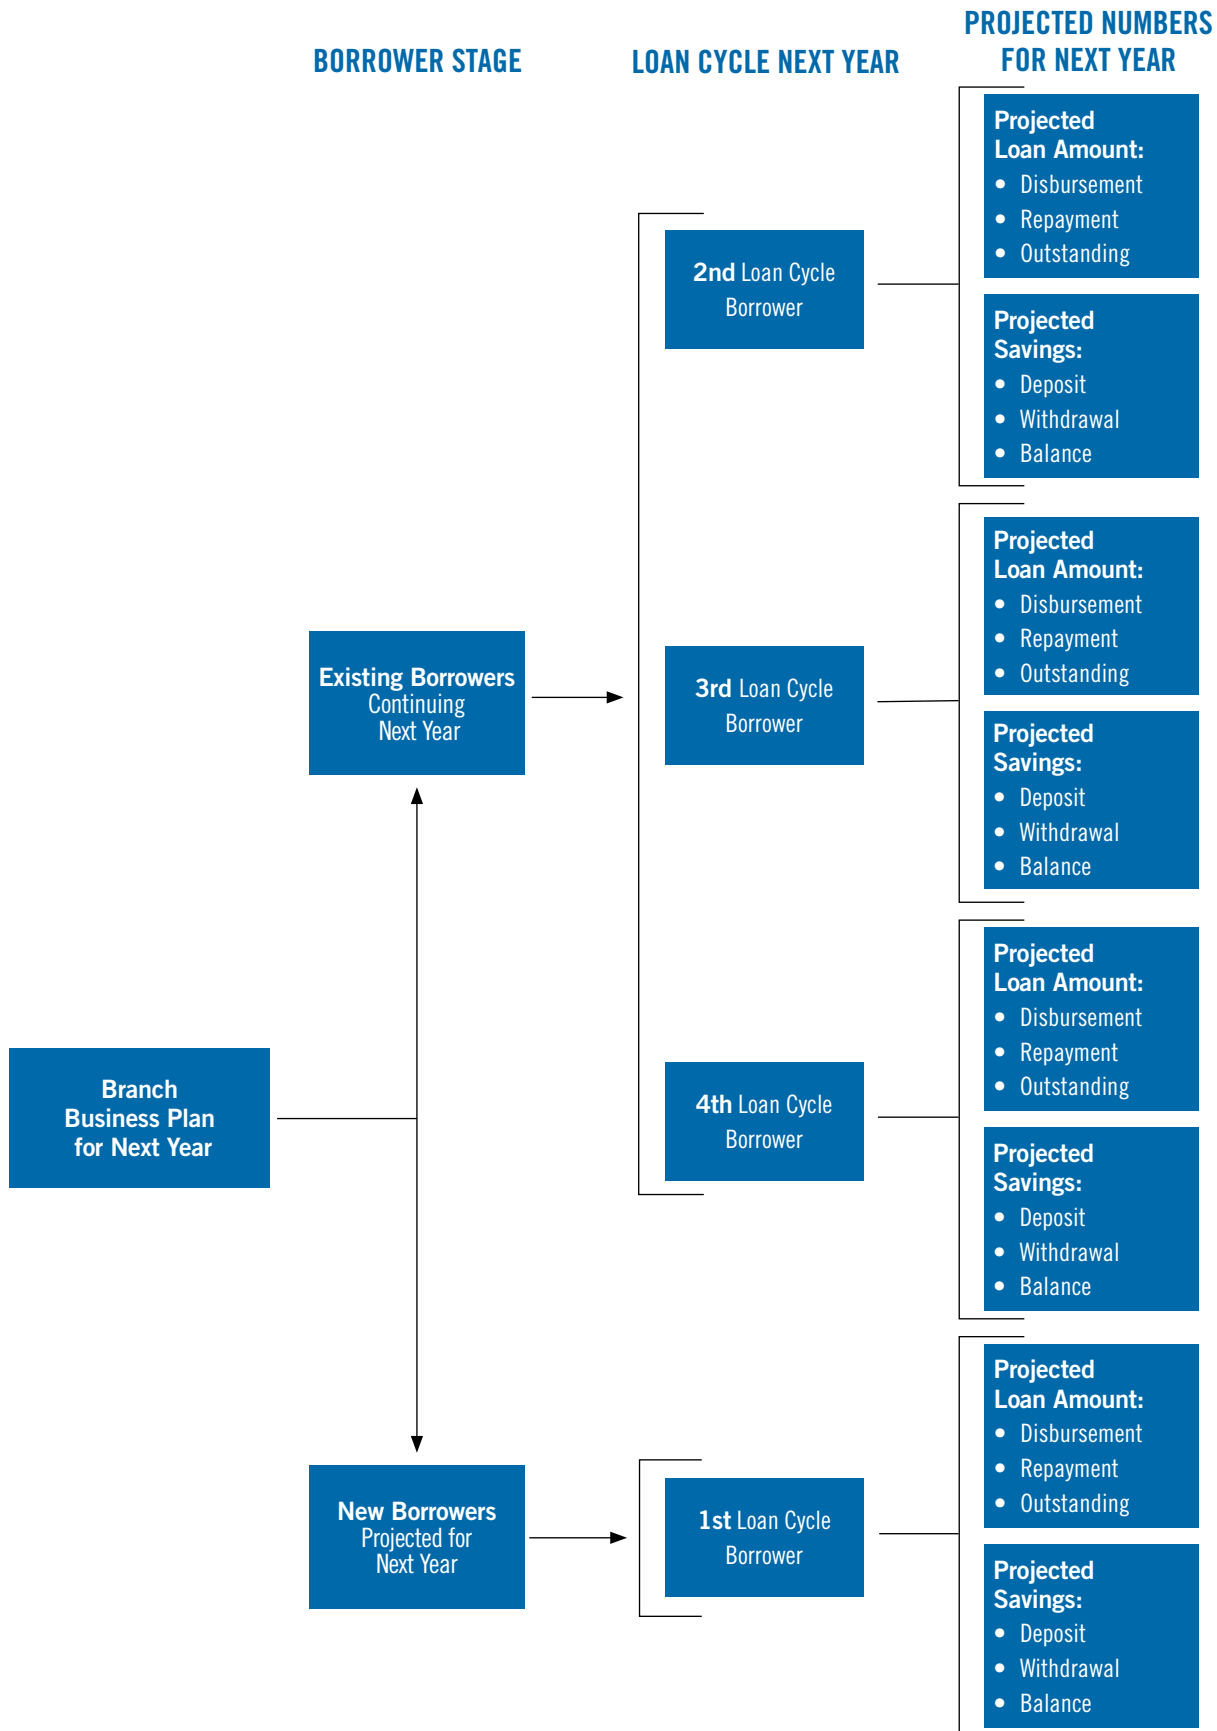 BORROWER STAGE
LOAN CYCLE NEXT YEAR
PROJECTED NUMBERS
FOR NEXT YEAR
Branch
Business Plan
for Next Year
Existing Borrowers
Continuing
Next Year
2nd Loan Cycle
Borrower
Projected
Loan Amount:
• Disbursement
• Repayment
• Outstanding
Projected
Savings:
• Deposit
• Withdrawal
• Balance
3rd Loan Cycle
Borrower
Projected
Loan Amount:
• Disbursement
• Repayment
• Outstanding
Projected
Savings:
• Deposit
• Withdrawal
• Balance
4th Loan Cycle
Borrower
Projected
Loan Amount:
• Disbursement
• Repayment
• Outstanding
Projected
Savings:
• Deposit
• Withdrawal
• Balance
New Borrowers
Projected for
Next Year
1st Loan Cycle
Borrower
Projected
Loan Amount:
• Disbursement
• Repayment
• Outstanding
Projected
Savings:
• Deposit
• Withdrawal
• Balance